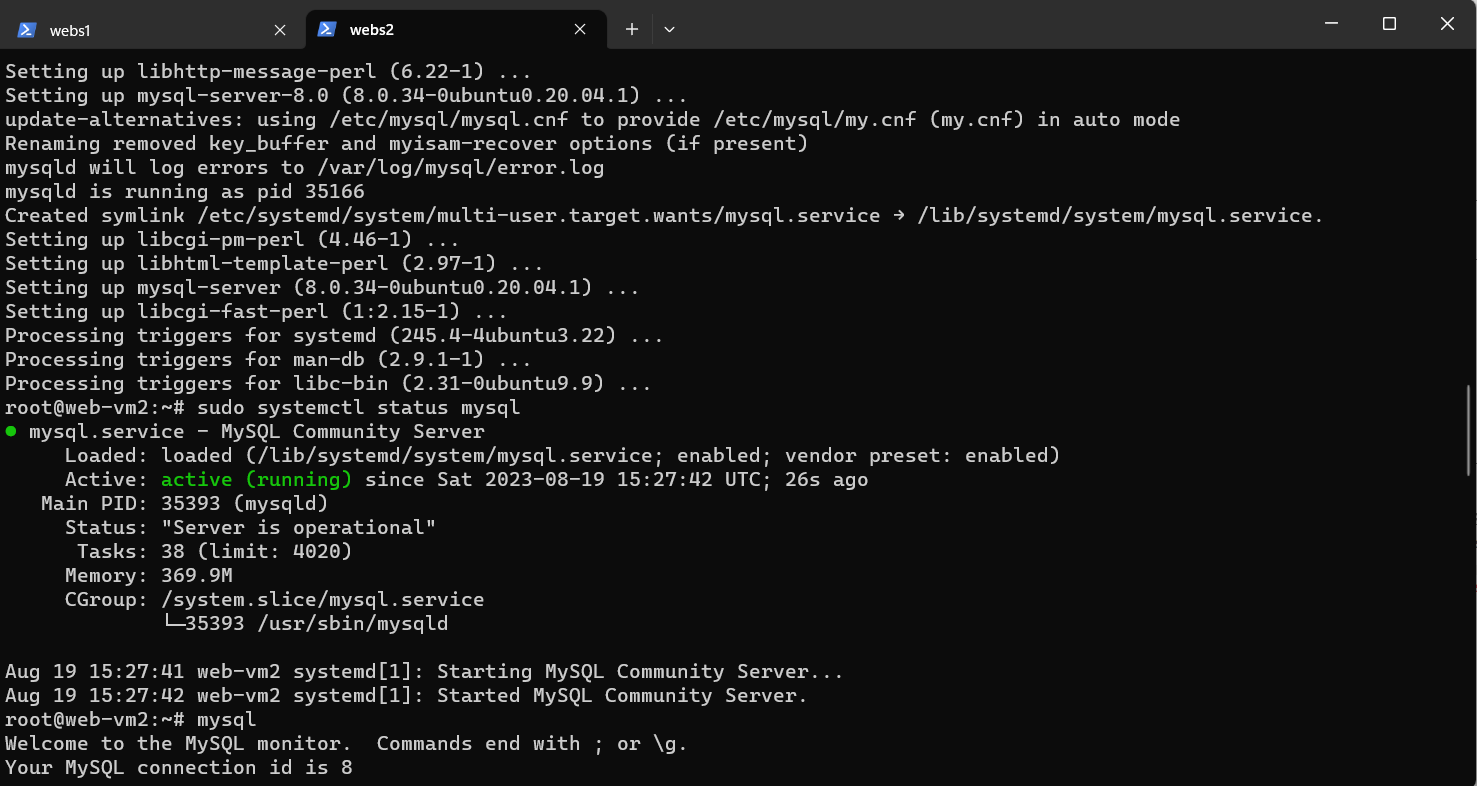 webs1
webs2
Setting up libhttp-message-perl (6.22-1) ...
Setting up mysql-server-8.0 (8.0.34-0ubuntu0.20.04.1) ...
update-alternatives: using /etc/mysql/mysql.cnf to provide /etc/mysql/my.cnf (my.cnf) in auto mode
Renaming removed key_buffer and myisam-recover options (if present)
mysqld will log errors to /var/log/mysql/error.log
mysqld is running as pid 35166
Created symlink /etc/systemd/system/multi-user.target.wants/mysql.service → /lib/systemd/system/mysql.service.
Setting up libcgi-pm-perl (4.46-1) ...
Setting up libhtml-template-perl (2.97-1) ...
Setting up mysql-server (8.0.34-0ubuntu0.20.04.1) ...
Setting up libcgi-fast-perl (1:2.15-1) ...
Processing triggers for systemd (245.4-4ubuntu3.22) ...
Processing triggers for man-db (2.9.1-1) ...
Processing triggers for libc-bin (2.31-0ubuntu9.9) ...
root@web-vm2:~# sudo systemctl status mysql
● mysql.service - MySQL Community Server
     Loaded: loaded (/lib/systemd/system/mysql.service; enabled; vendor preset: enabled)
     Active: active (running) since Sat 2023-08-19 15:27:42 UTC; 26s ago
   Main PID: 35393 (mysqld)
     Status: "Server is operational"
      Tasks: 38 (limit: 4020)
     Memory: 369.9M
     CGroup: /system.slice/mysql.service
             └─35393 /usr/sbin/mysqld
Aug 19 15:27:41 web-vm2 systemd[1]: Starting MySQL Community Server...
Aug 19 15:27:42 web-vm2 systemd[1]: Started MySQL Community Server.
root@web-vm2:~# mysql
Welcome to the MySQL monitor.  Commands end with ; or \g.
Your MySQL connection id is 8